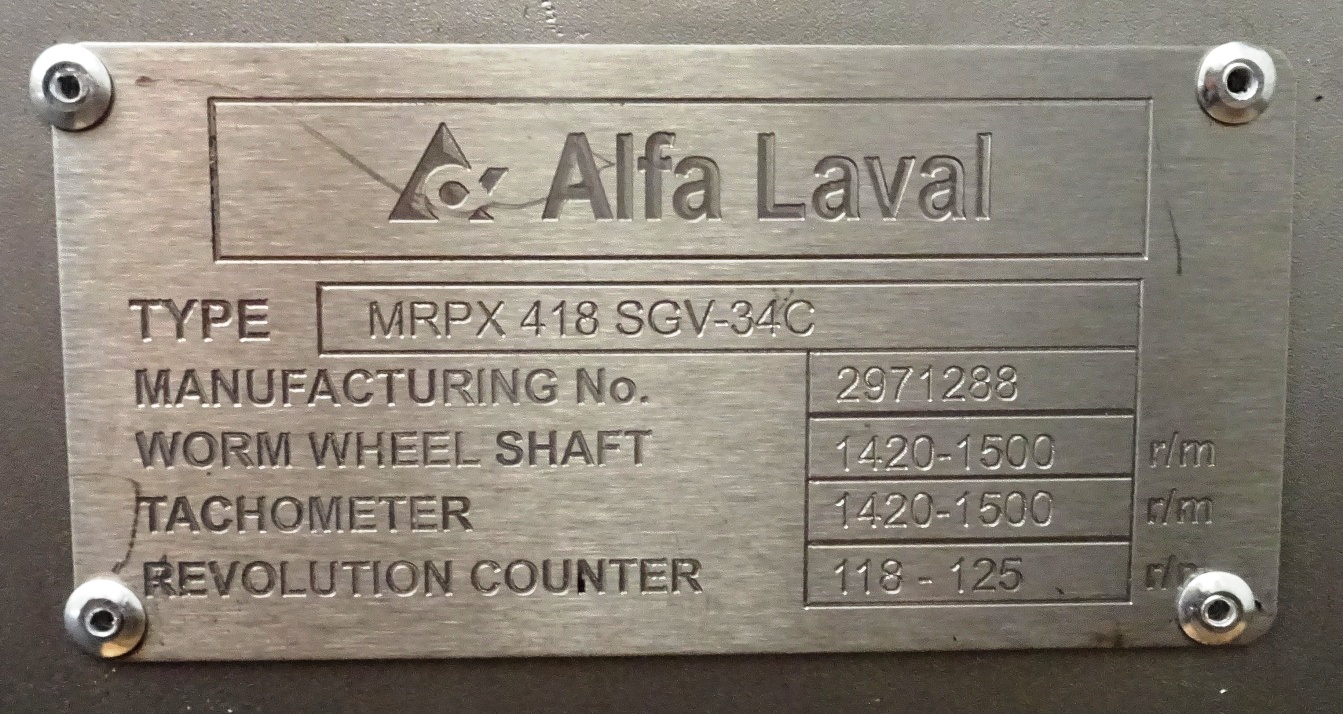 Alfa Laval
TYPE MRPX 418 SGV-34C
MANUFACTURING No. 2971288
WORM WHEEL SHAFT 1420-1500 r/m
TACHOMETER 1420-1500 r/m
REVOLUTION COUNTER 118 - 125